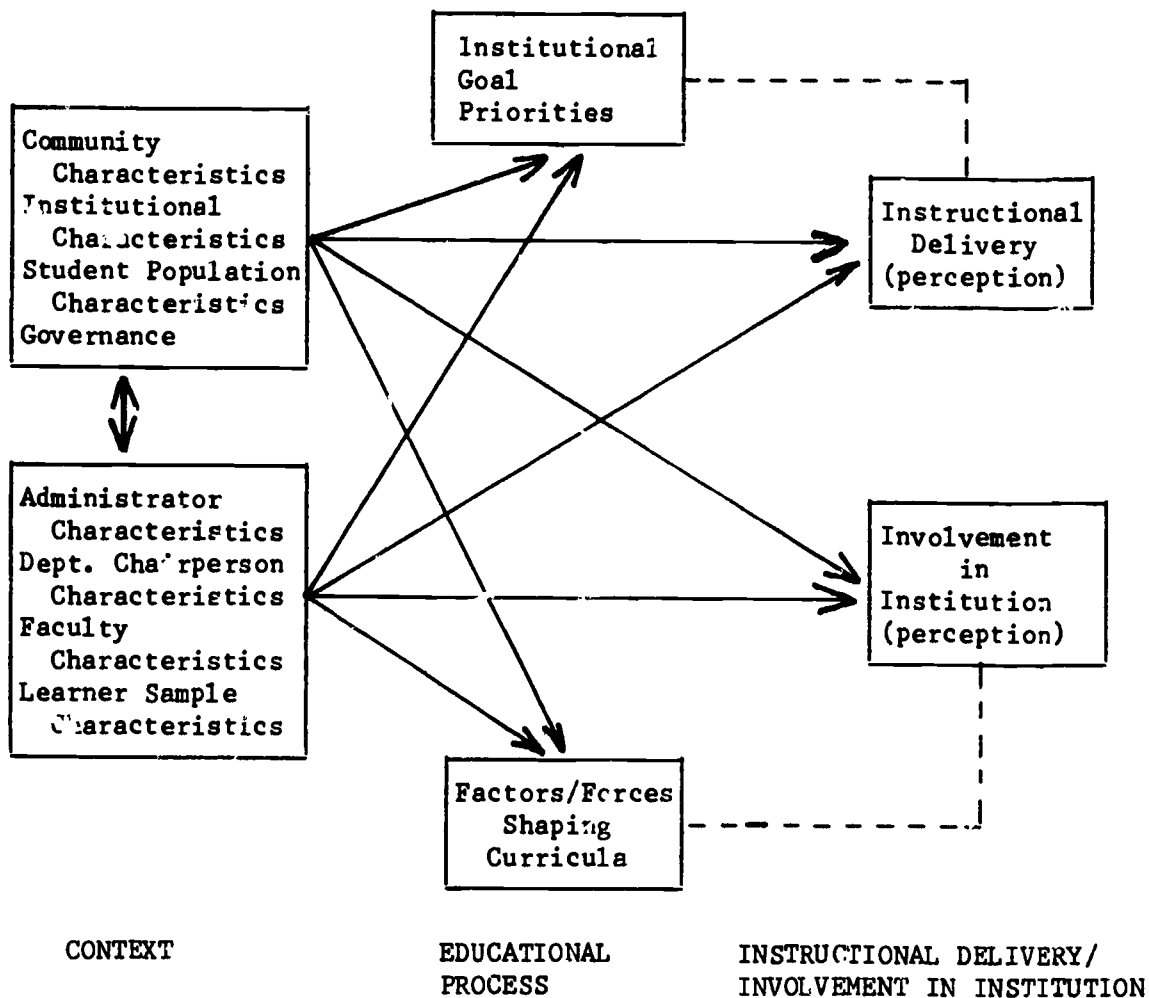 Institutional
Goal
Priorities
Community
Characteristics
Institutional
Characteristics
Student Population
Characteristics
Governance
Instructional
Delivery
(perception)
Administrator
Characteristics
Dept. Chairperson
Characteristics
Faculty
Characteristics
Learner Sample
Characteristics
Involvement
in
Institution
(perception)
Factors/Forces
Shaping
Curricula
CONTEXT
EDUCATIONAL
PROCESS
INSTRUCTIONAL DELIVERY/
INVOLVEMENT IN INSTITUTION